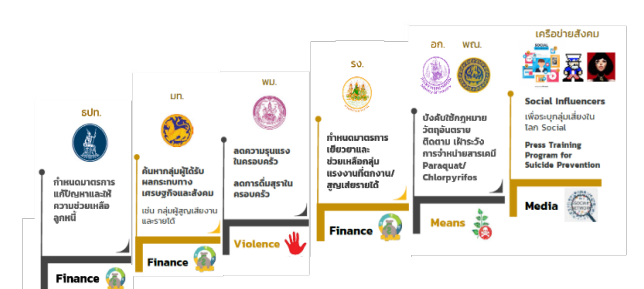 ธปท.
กำหนดมาตรการ
แก้ปัญหาและให้
ความช่วยเหลือ
ลูกหนี้
Finance
มท.
ค้นหากลุ่มผู้ได้รับ
ผลกระทบทาง
เศรษฐกิจและสังคม
เช่น กลุ่มผู้สูญเสียงาน
และรายได้
Finance
พม.
ลดความรุนแรง
ในครอบครัว
ลดการดื่มสุราใน
ครอบครัว
Violence
รง.
กำหนดมาตรการ
เยียวยาและ
ช่วยเหลือกลุ่ม
แรงงานที่ตกงาน/
สูญเสียรายได้
Finance
อก. พณ.
บังคับใช้กฎหมาย
วัตถุอันตราย
ติดตาม เฝ้าระวัง
การจำหน่ายสารเคมี
Paraquat/
Chlorpyrifos
Means
เครือข่ายสังคม
SOCIAL
Social Influencers
เพื่อระบุกลุ่มเสี่ยงใน
โลก Social
Press Training
Program for
Suicide Prevention
Media